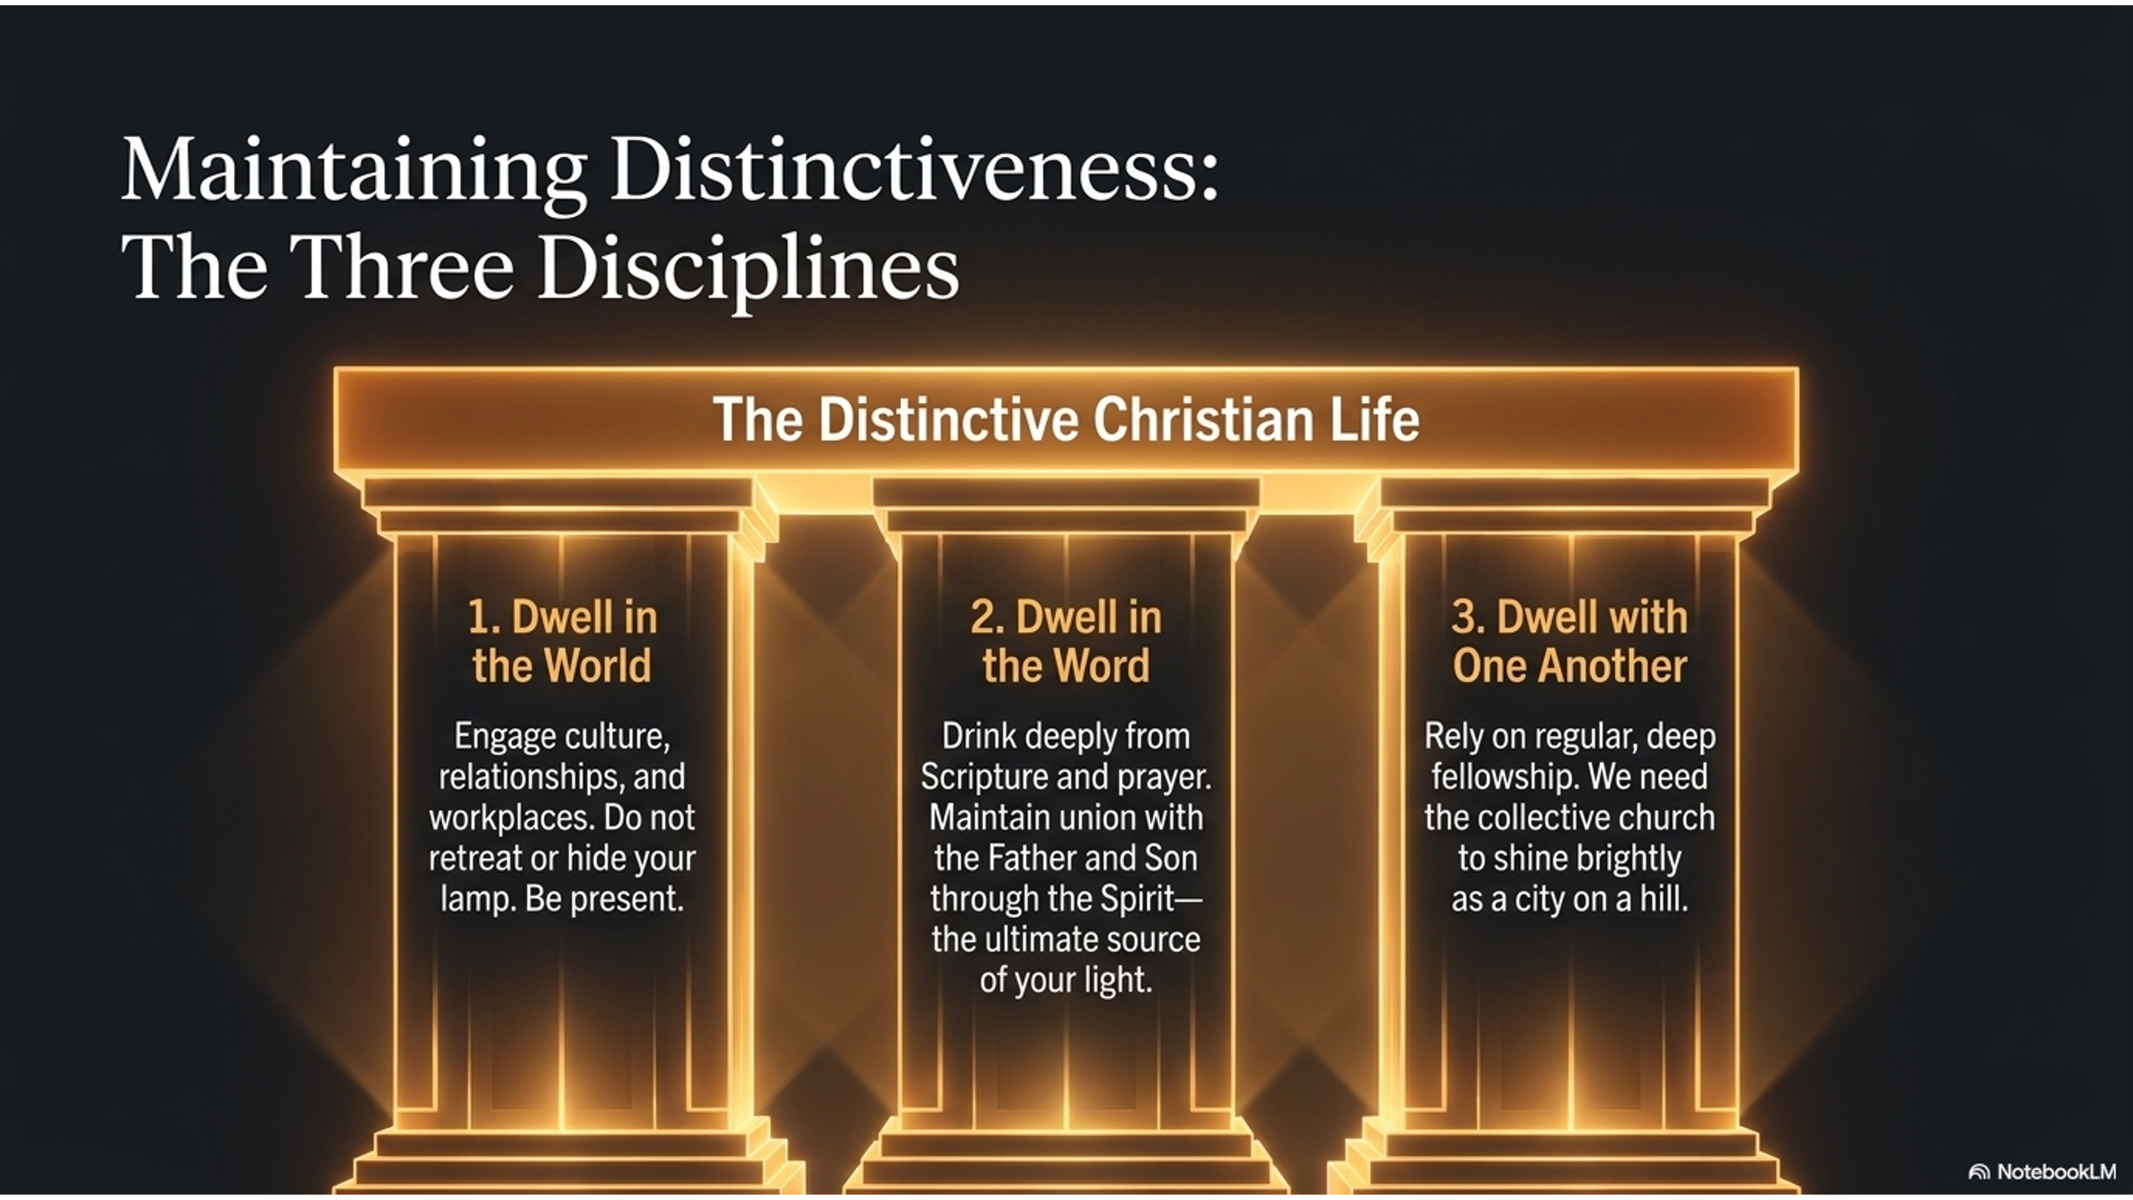 Maintaining Distinctiveness:
The Three Disciplines
The Distinctive Christian Life
1. Dwell in
the World
Engage culture,
relationships, and
workplaces. Do not
retreat or hide your
lamp. Be present.
2. Dwell in
the Word
Drink deeply from
Scripture and prayer.
Maintain union with
the Father and Son
through the Spirit—
the ultimate source
of your light.
3. Dwell with
One Another
Rely on regular, deep
fellowship. We need
the collective church
to shine brightly
as a city on a hill.
NotebookLM